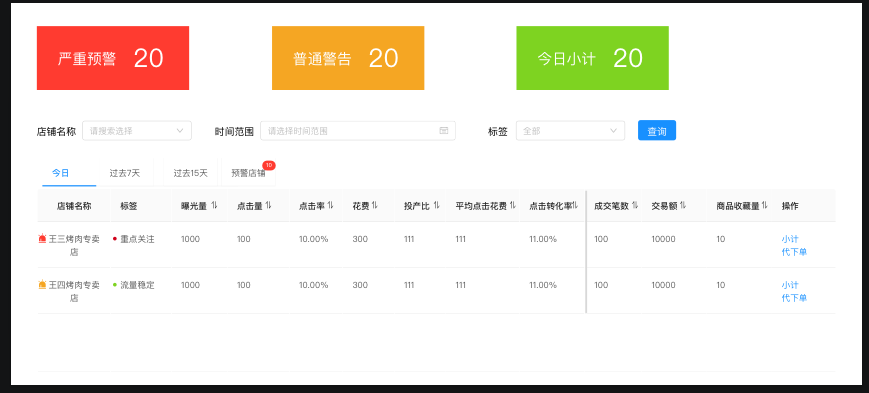 严重预警 20
普通警告 20
今日小计 20
店铺名称 请搜索选择 时间范围 请选择时间范围 标签 全部 查询
今日 过去7天 过去15天 预警店铺 10
店铺名称 标签 曝光量 点击量 点击率 花费 投产比 平均点击花费 点击转化率 成交笔数 交易额 商品收藏量 操作
王三烤肉专卖 重点关注 1000 100 10.00% 300 111 111 11.00% 100 10000 10 小计
店 代下单
王四烤肉专卖 流量稳定 1000 100 10.00% 300 111 111 11.00% 100 10000 10 小计
店 代下单